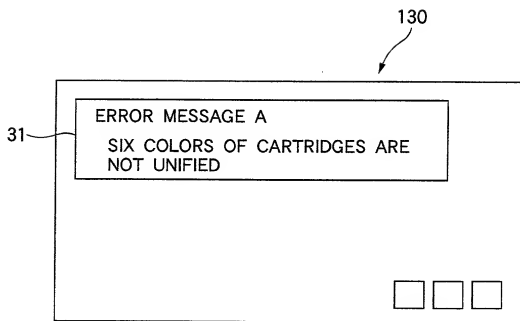 130
31
ERROR MESSAGE A
SIX COLORS OF CARTRIDGES ARE
NOT UNIFIED